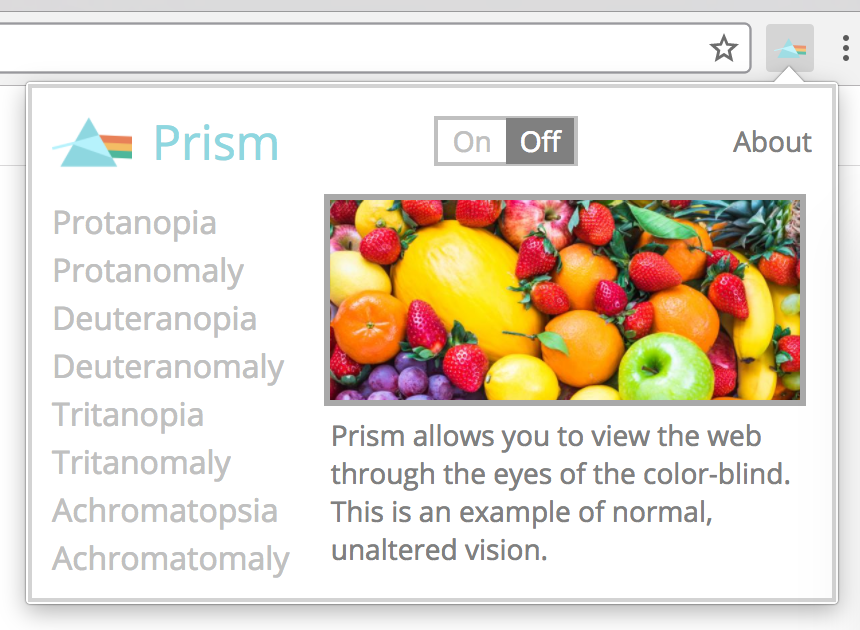 Prism
On Off
About
Protanopia
Protanomaly
Deuteranopia
Deuteranomaly
Tritanopia
Tritanomaly
Achromatopsia
Achromatomaly
Prism allows you to view the web
through the eyes of the color-blind.
This is an example of normal,
unaltered vision.